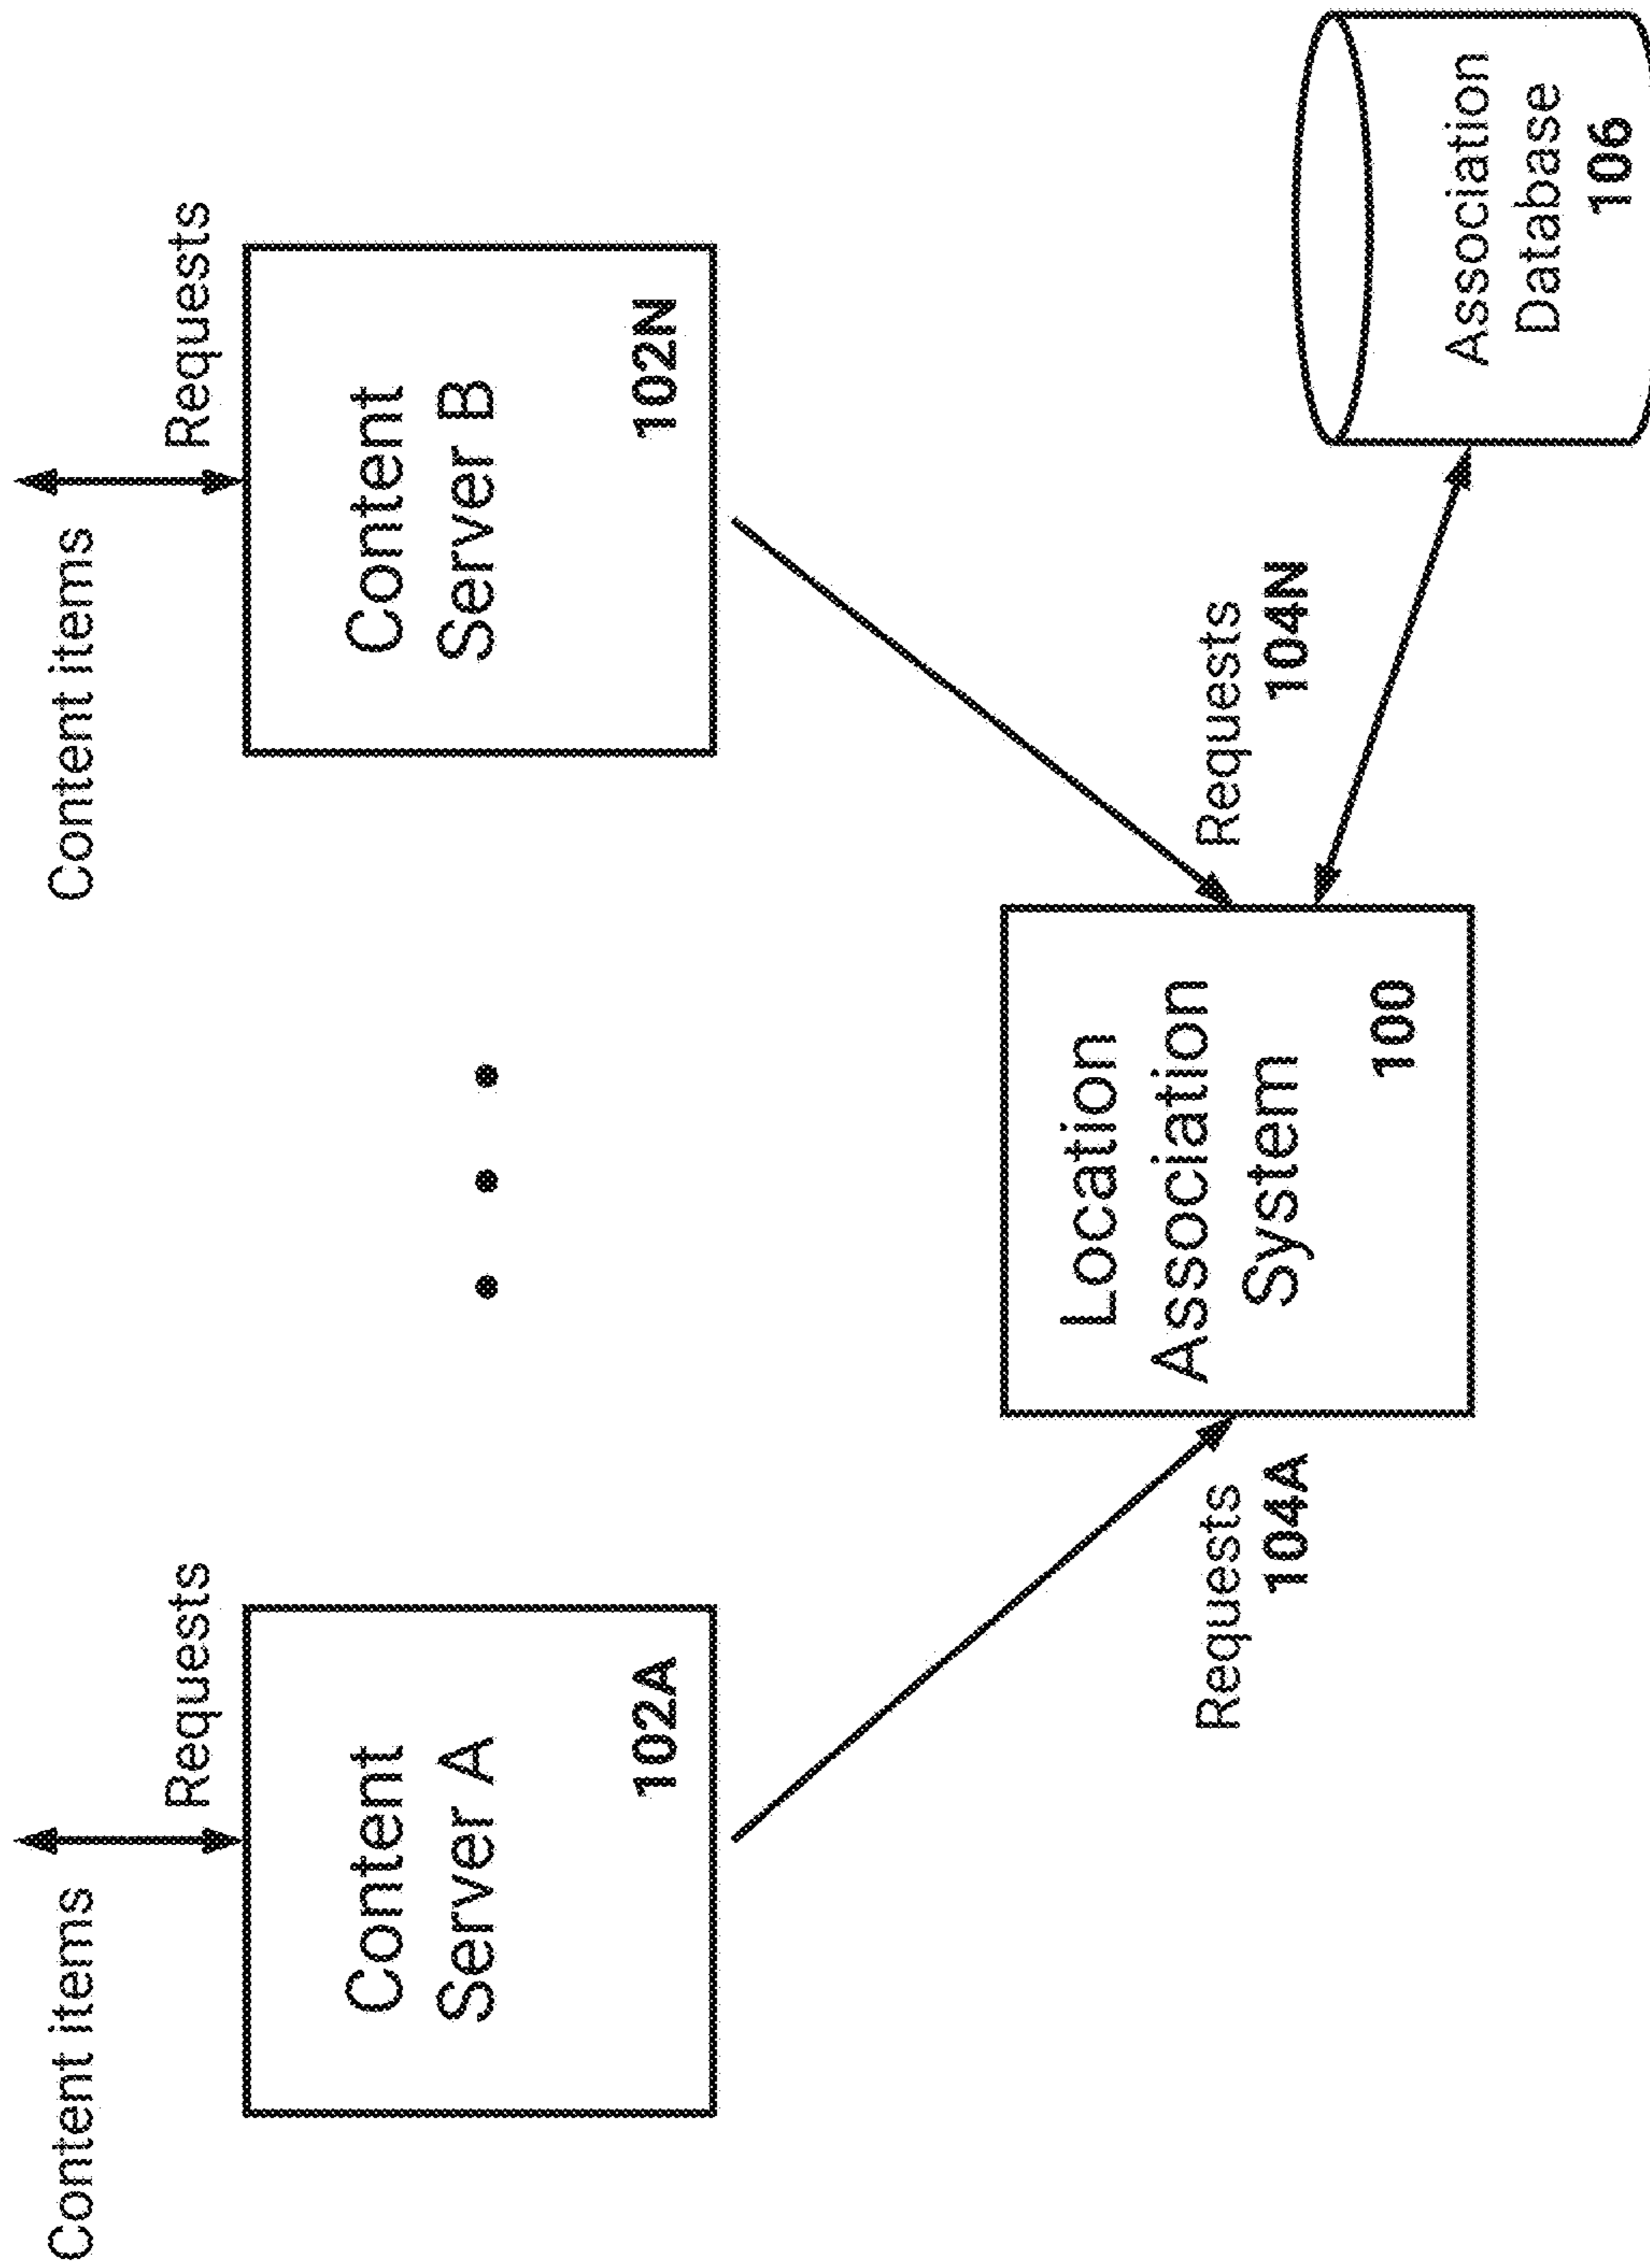 Content items
Requests
Content
Server A
102A
Content items
Requests
Content
Server B
102N
Requests
104A
Location
Association
System
100
Requests
104N
Association
Database
106